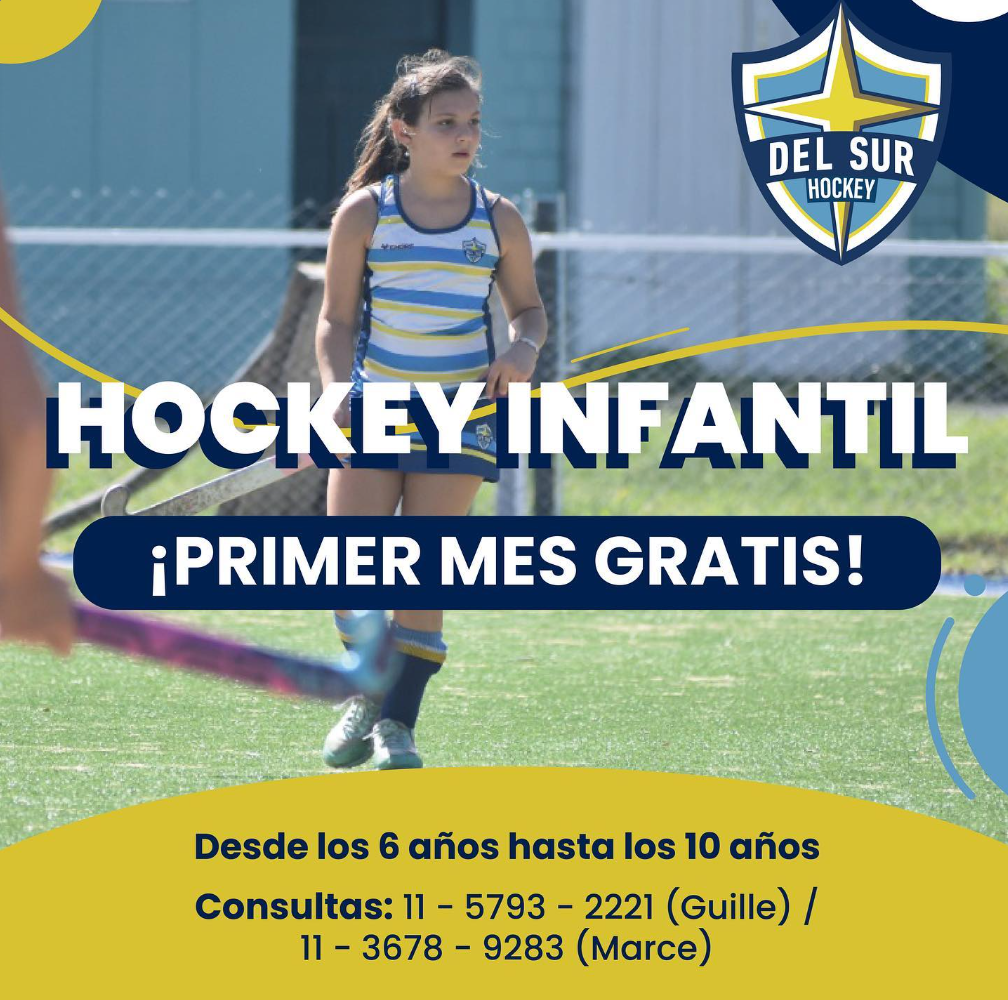 DEL SUR
HOCKEY
HOCKEY INFANTIL
¡PRIMER MES GRATIS!
Desde los 6 años hasta los 10 años
Consultas: 11 - 5793 - 2221 (Guille) /
11 - 3678 - 9283 (Marce)